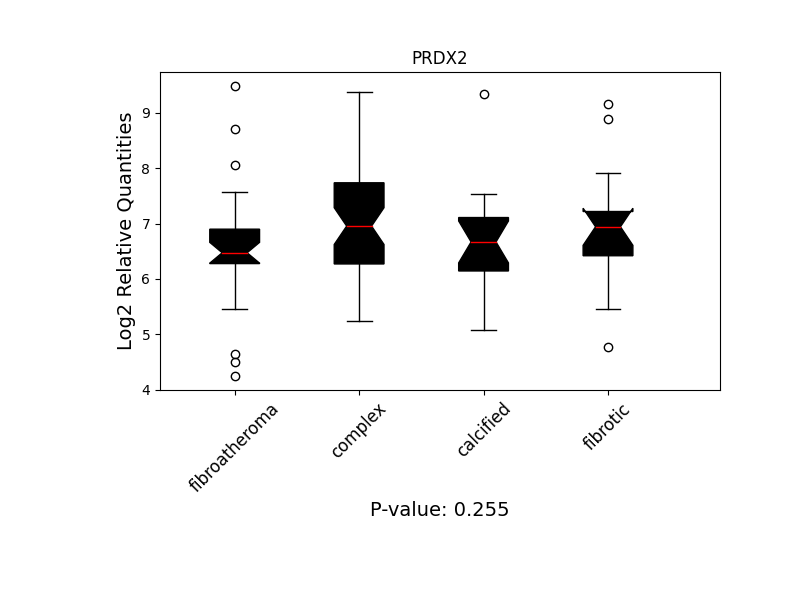 PRDX2
Log2 Relative Quantities
9
8
7
6
5
4
fibroatheroma
complex
calcified
fibrotic
P-value: 0.255